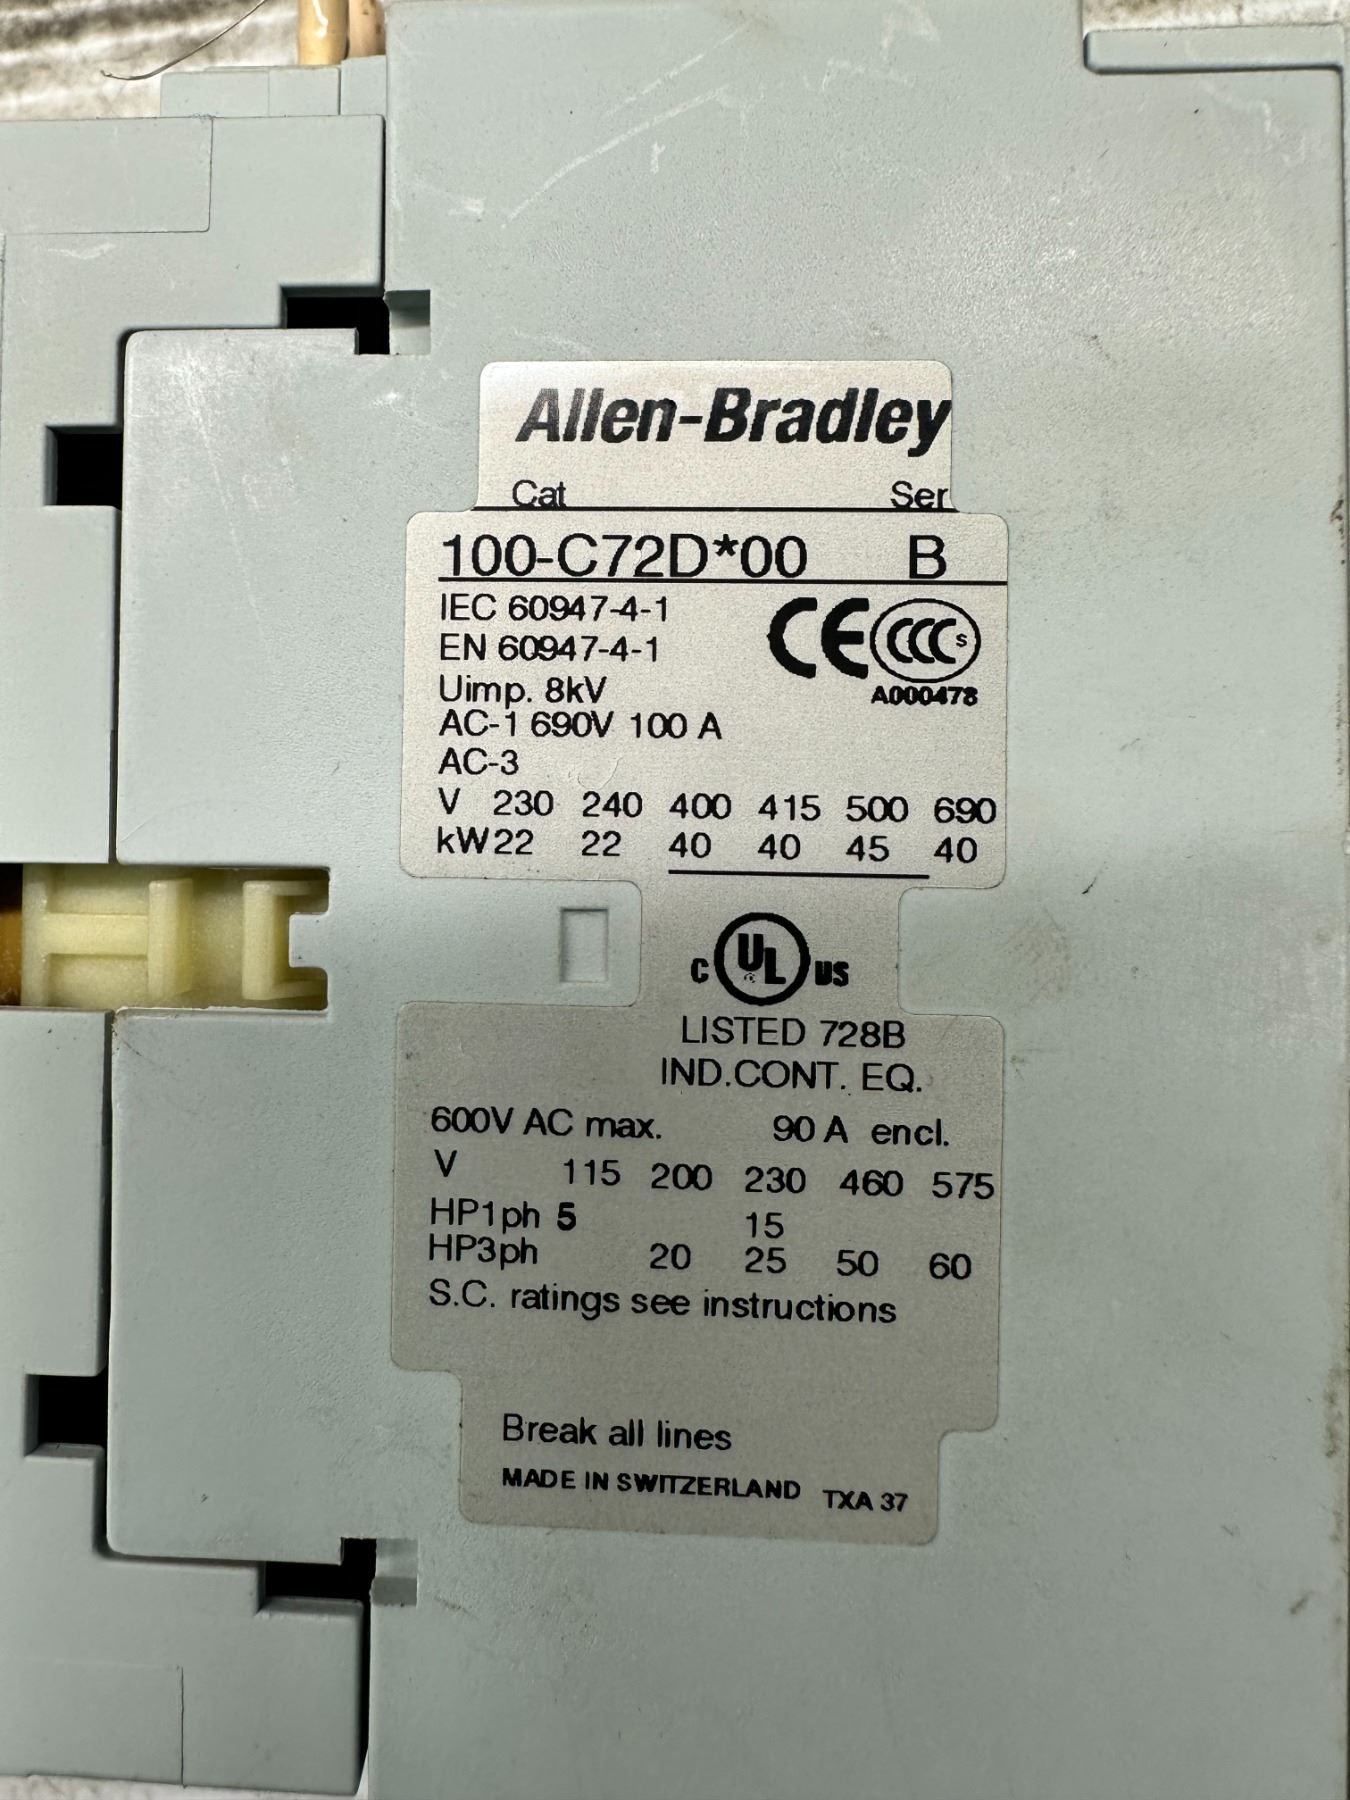 Allen-Bradley
Cat Ser
100-C72D*00 B
IEC 60947-4-1
EN 60947-4-1
CE CCC S
A000478
Uimp. 8kV
AC-1 690V 100 A
AC-3
V 230 240 400 415 500 690
kW22 22 40 40 45 40
C UL US
LISTED 728B
IND.CONT. EQ.
600V AC max. 90 A encl.
V 115 200 230 460 575
HP1ph 5 15
HP3ph 20 25 50 60
S.C. ratings see instructions
Break all lines
MADE IN SWITZERLAND TXA 37